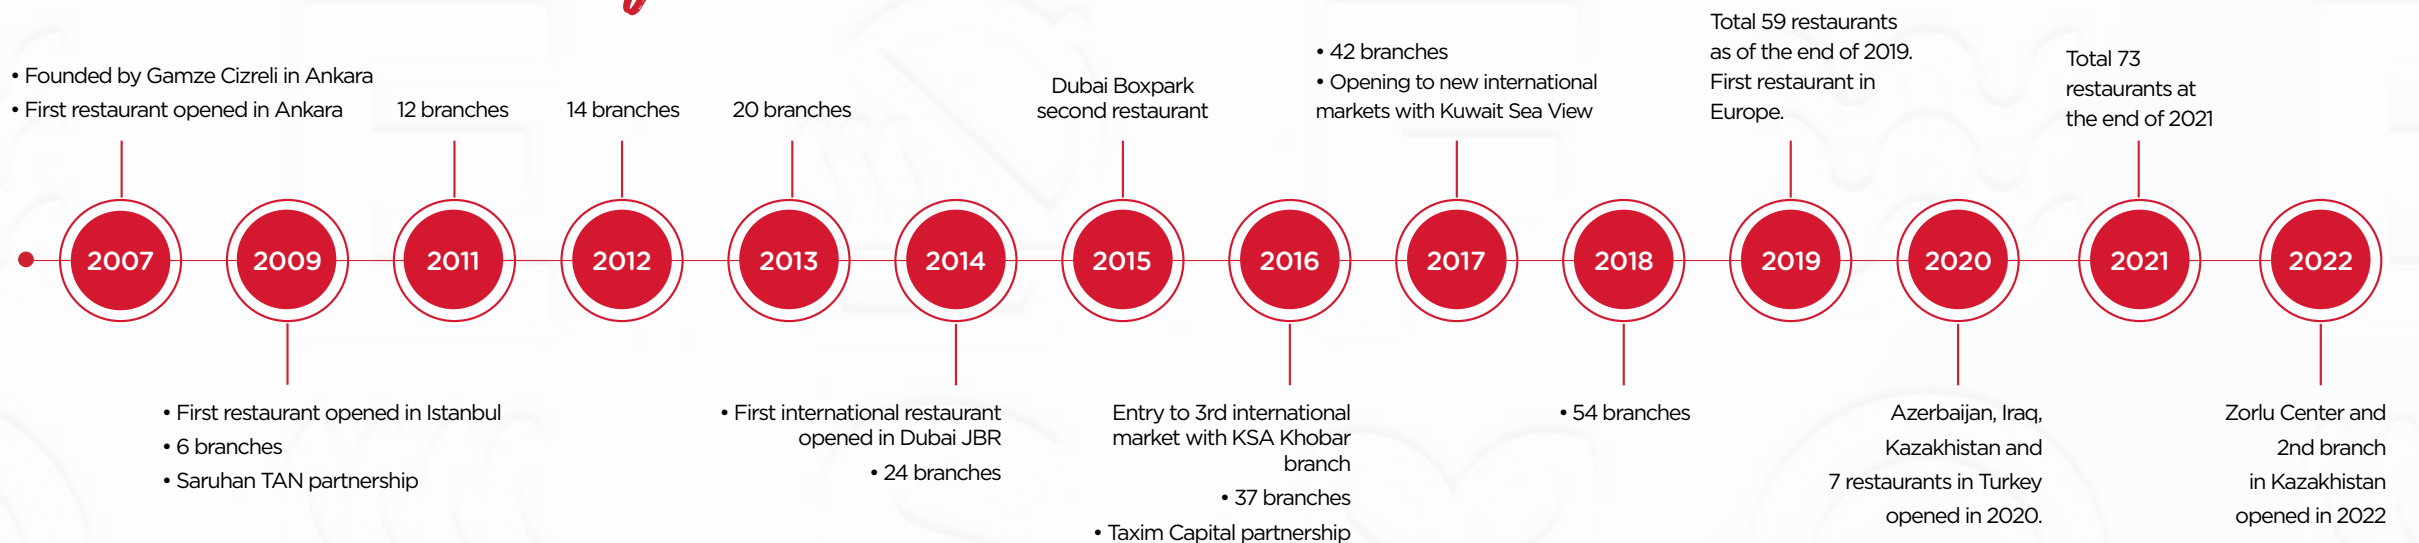 • Founded by Gamze Cizreli in Ankara
• First restaurant opened in Ankara
12 branches
14 branches
20 branches
Dubai Boxpark
second restaurant
• 42 branches
• Opening to new international
markets with Kuwait Sea View
Total 59 restaurants
as of the end of 2019.
First restaurant in
Europe.
Total 73
restaurants at
the end of 2021
2007
2009
2011
2012
2013
2014
2015
2016
2017
2018
2019
2020
2021
2022
• First restaurant opened in Istanbul
• 6 branches
• Saruhan TAN partnership
• First international restaurant
opened in Dubai JBR
• 24 branches
Entry to 3rd international
market with KSA Khobar
branch
• 37 branches
• Taxim Capital partnership
• 54 branches
Azerbaijan, Iraq,
Kazakhistan and
7 restaurants in Turkey
opened in 2020.
Zorlu Center and
2nd branch
in Kazakhistan
opened in 2022